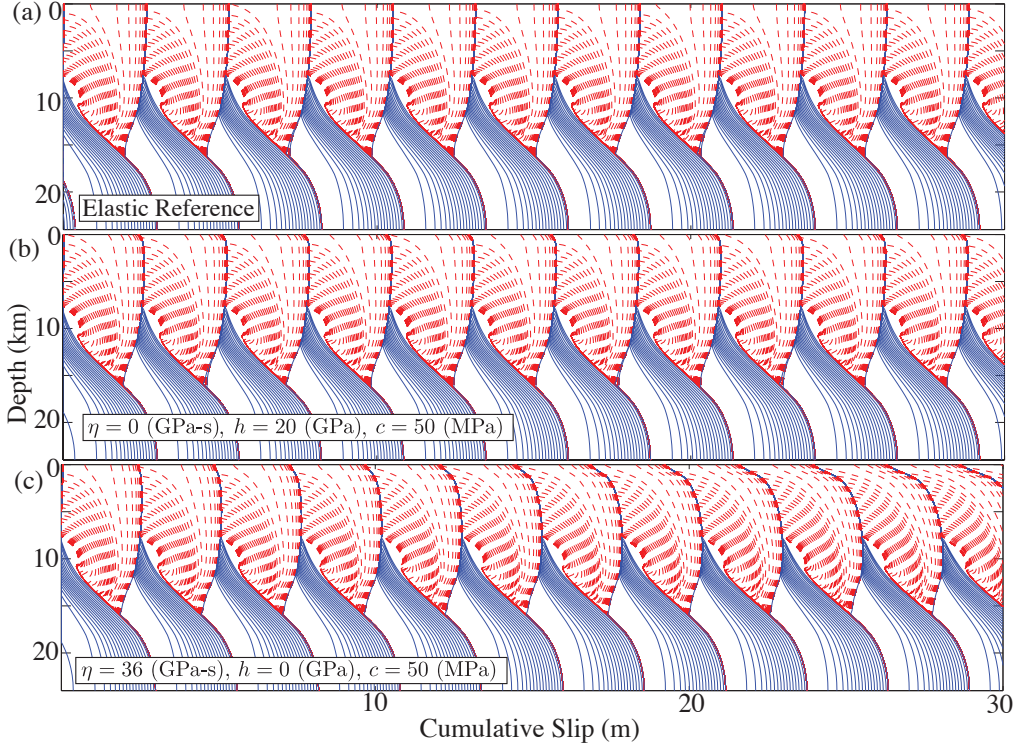 (a)
0
10
20
Elastic Reference
(b)
0
10
20
Depth (km)
η = 0 (GPa-s), h = 20 (GPa), c = 50 (MPa)
(c)
0
10
20
η = 36 (GPa-s), h = 0 (GPa), c = 50 (MPa)
10 20 30
Cumulative Slip (m)